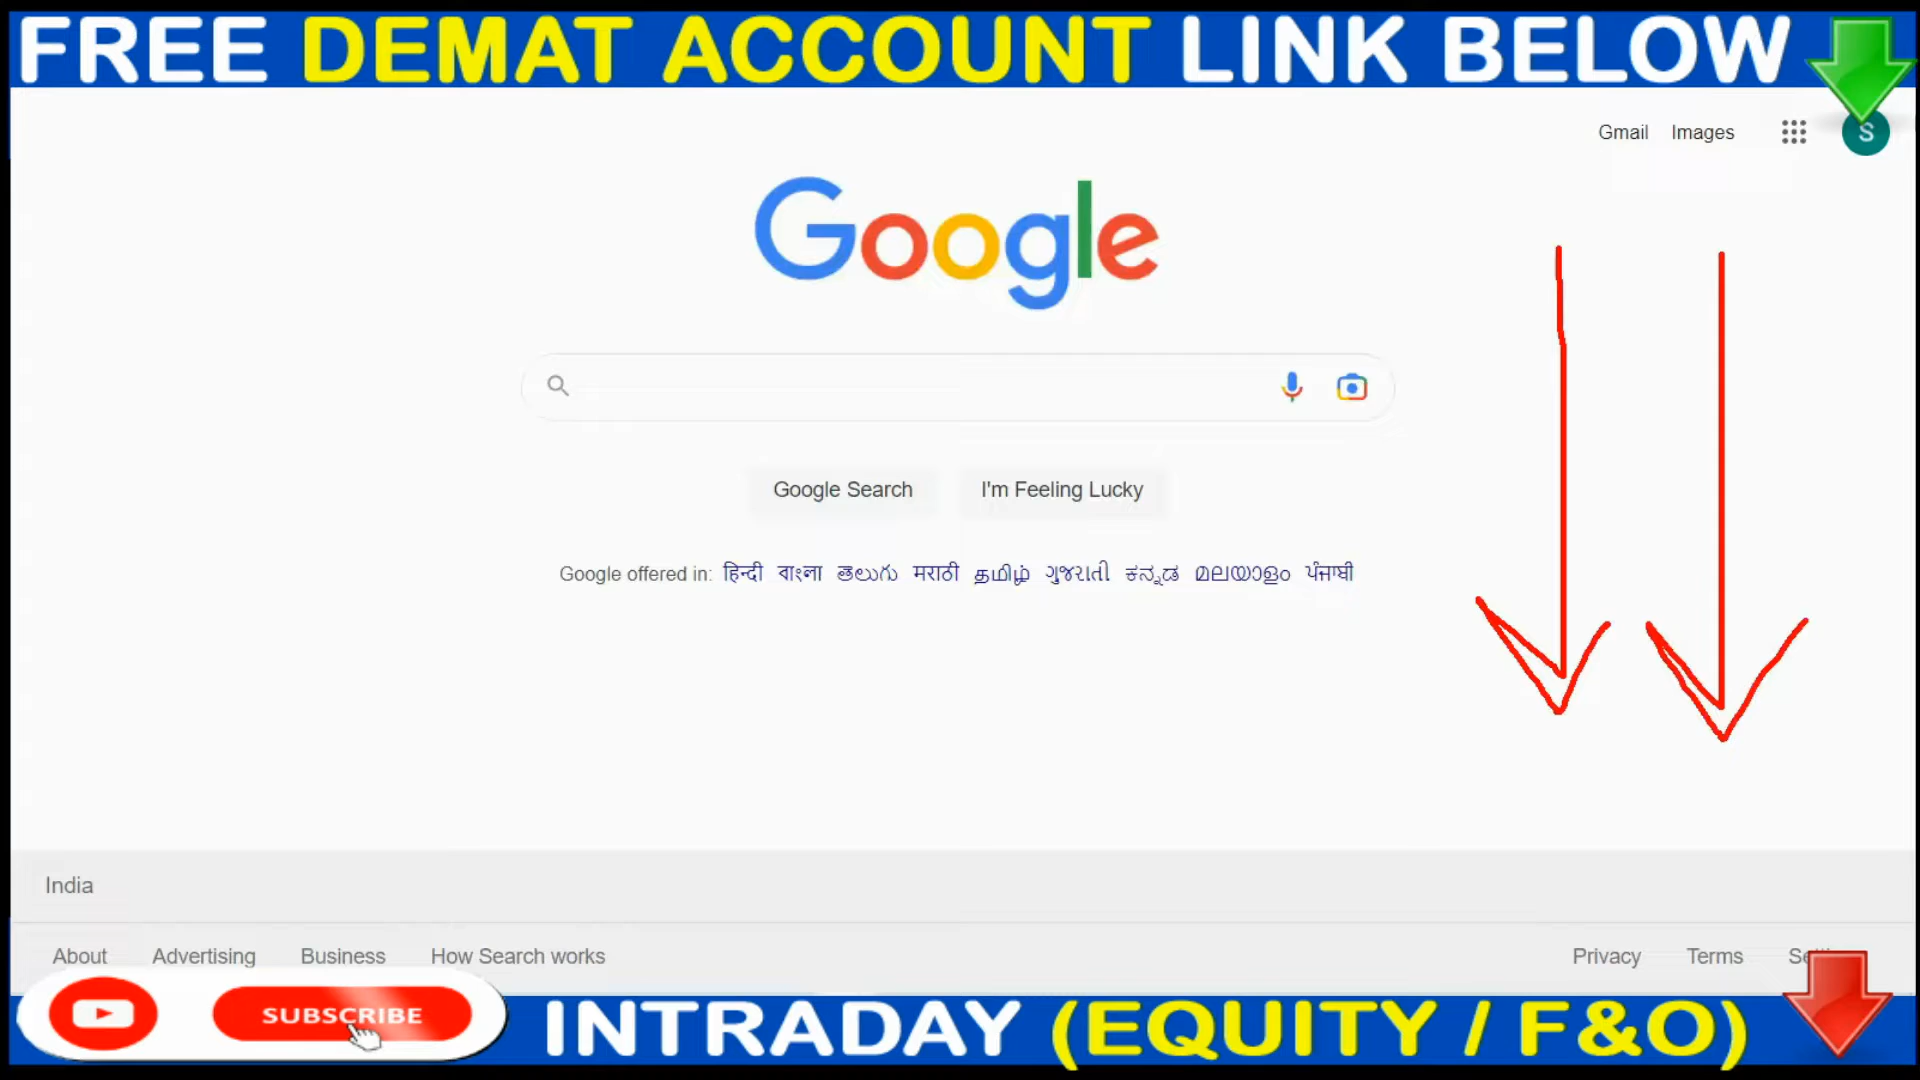 FREE DEMAT ACCOUNT LINK BELOW
Gmail Images
S
Google
Google Search I'm Feeling Lucky
Google offered in: हिन्दी বাংলা తెలుగు मराठी தமிழ் ગુજરાતી ಕನ್ನಡ മലയാളം ਪੰਜਾਬੀ
India
About Advertising Business How Search works Privacy Terms
SUBSCRIBE
INTRADAY (EQUITY / F&O)